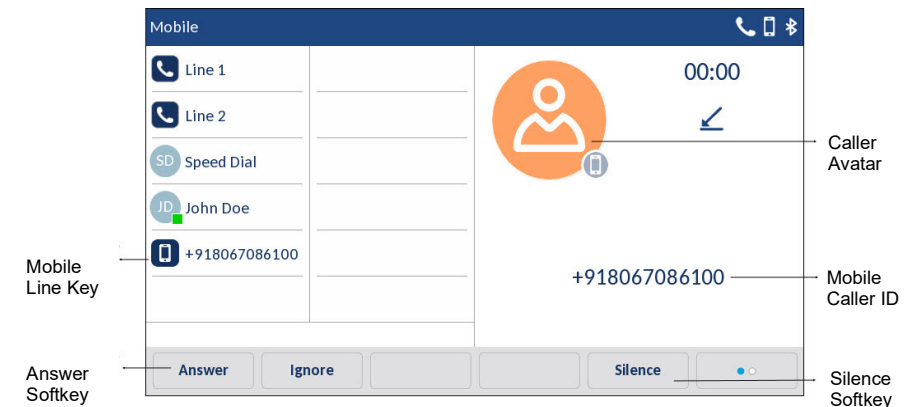 Mobile
Line 1
00:00
Line 2
Caller
Avatar
SD Speed Dial
JD John Doe
+918067086100
Mobile
Line Key
+918067086100
Mobile
Caller ID
Answer
Ignore
Silence
Answer
Softkey
Silence
Softkey